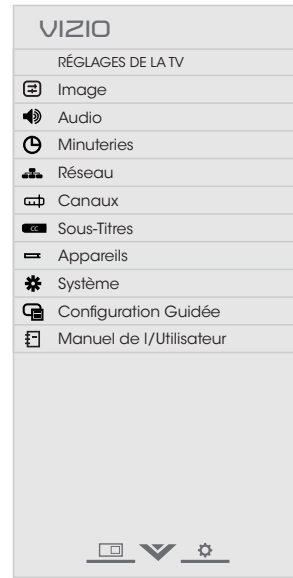 VIZIO
RÉGLAGES DE LA TV
Image
Audio
Minuteries
Réseau
Canaux
CC Sous-Titres
Appareils
Système
Configuration Guidée
Manuel de l/Utilisateur